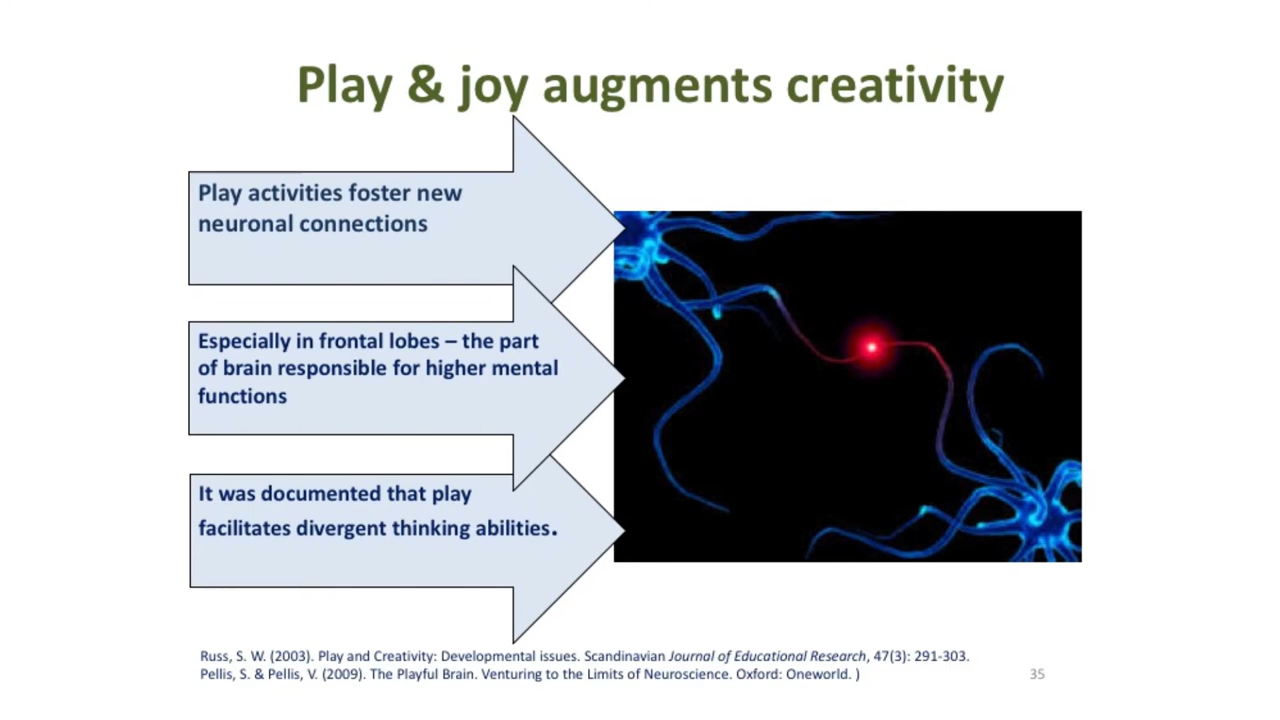 Play & joy augments creativity
Play activities foster new
neuronal connections
Especially in frontal lobes – the part
of brain responsible for higher mental
functions
It was documented that play
facilitates divergent thinking abilities.
Russ, S. W. (2003). Play and Creativity: Developmental issues. Scandinavian Journal of Educational Research, 47(3): 291-303.
Pellis, S. & Pellis, V. (2009). The Playful Brain. Venturing to the Limits of Neuroscience. Oxford: Oneworld. )
35